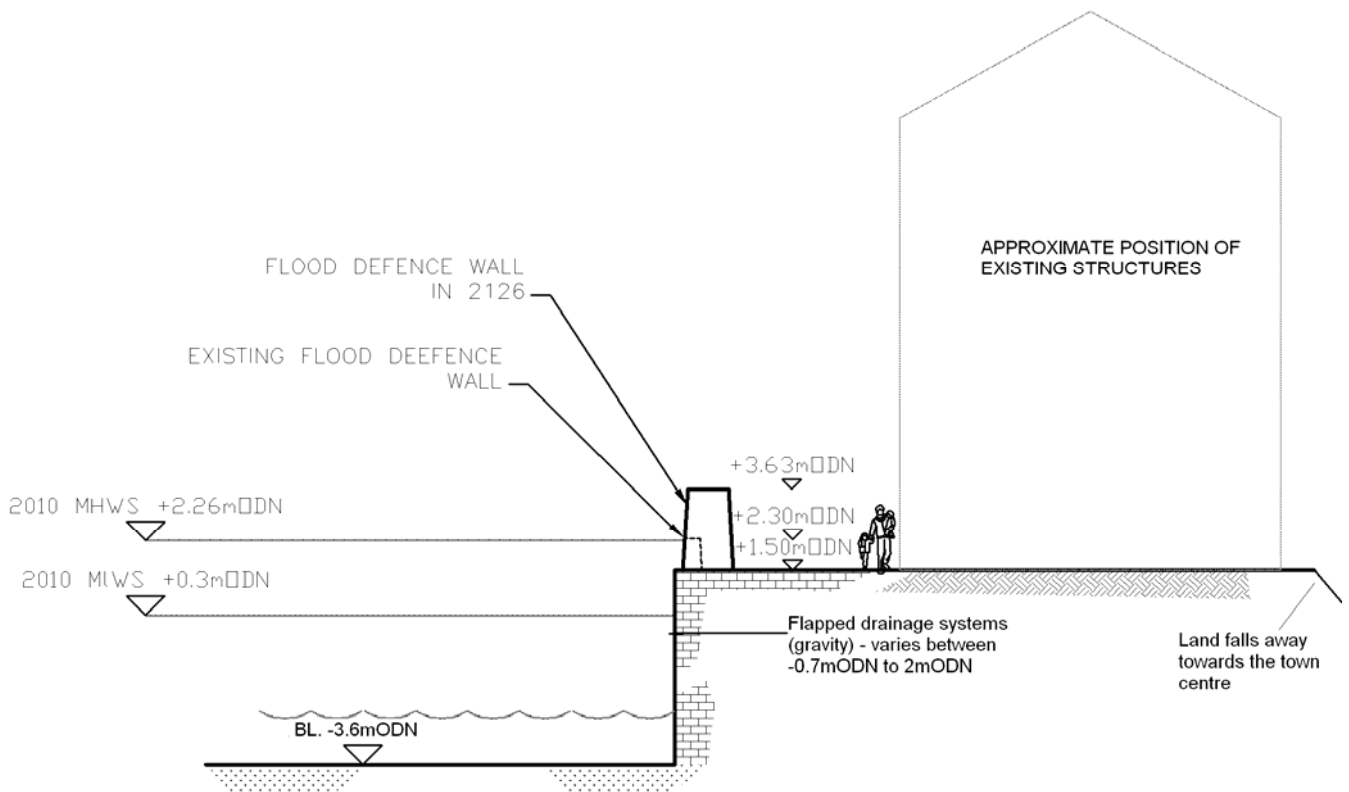 FLOOD DEFENCE WALL
IN 2126
EXISTING FLOOD DEEFENCE
WALL
2010 MHWS +2.26m□DN
2010 MLWS +0.3m□DN
BL. -3.6mODN
+3.63m□DN
+2.30m□DN
+1.50m□DN
Flapped drainage systems
(gravity) - varies between
-0.7mODN to 2mODN
APPROXIMATE POSITION OF
EXISTING STRUCTURES
Land falls away
towards the town
centre